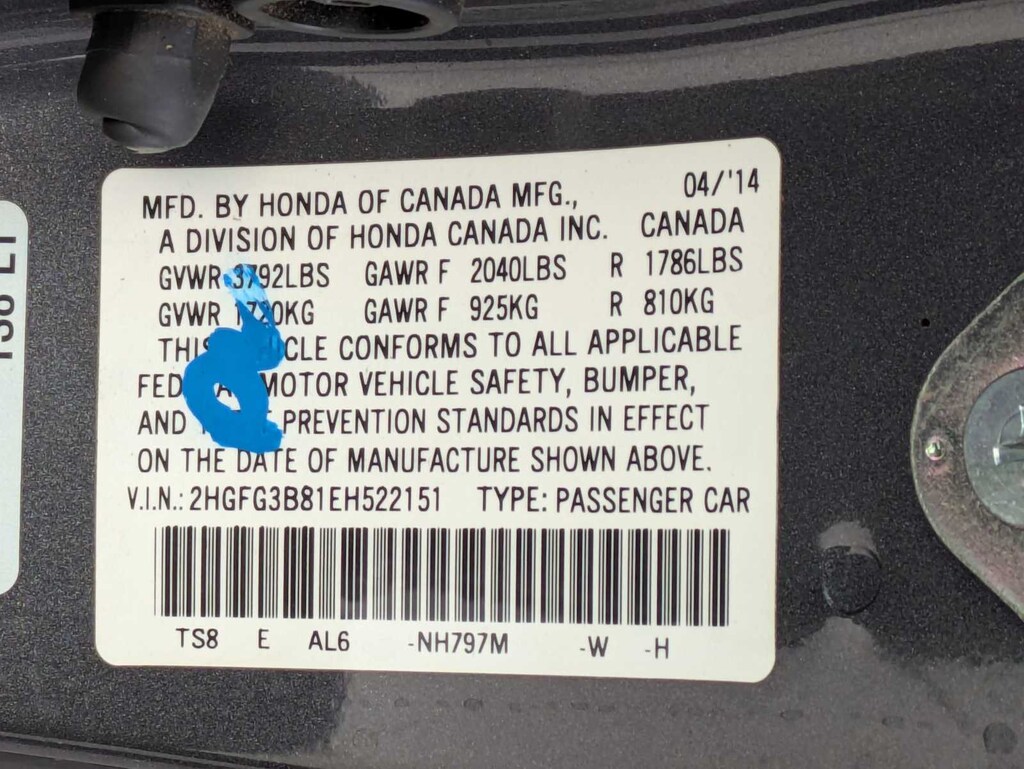 MFD. BY HONDA OF CANADA MFG., 04/'14
A DIVISION OF HONDA CANADA INC. CANADA
GVWR 3792LBS GAWR F 2040LBS R 1786LBS
GVWR 1720KG GAWR F 925KG R 810KG
CONFORMS TO ALL APPLICABLE
MOTOR VEHICLE SAFETY, BUMPER,
AND PREVENTION STANDARDS IN EFFECT
ON THE DATE OF MANUFACTURE SHOWN ABOVE.
V.I.N.: 2HGFG3B81EH522151 TYPE: PASSENGER CAR
TS8 E AL6 -NH797M -W -H